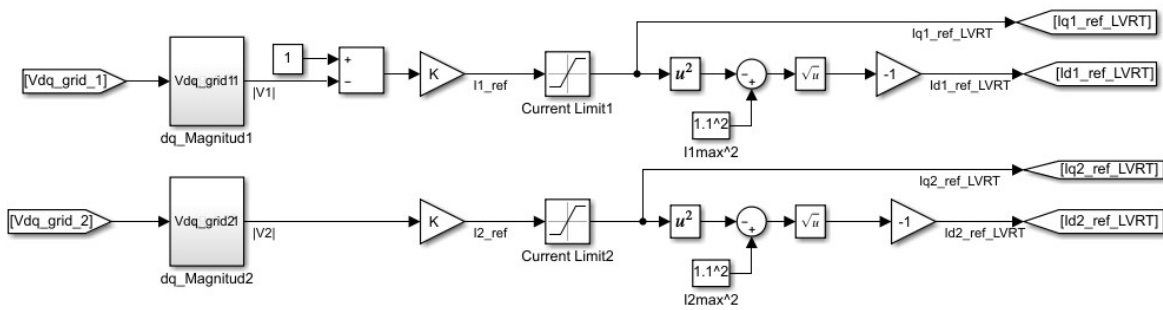 [Vdq_grid_1]
Vdq_grid11
|V1|
dq_Magnitud1
1
+
−
K
I1_ref
Current Limit1
u²
−
+
1.1^2
I1max^2
√u
-1
Iq1_ref_LVRT
[Iq1_ref_LVRT]
Id1_ref_LVRT
[Id1_ref_LVRT]
[Vdq_grid_2]
Vdq_grid2l
|V2|
dq_Magnitud2
K
I2_ref
Current Limit2
u²
−
+
1.1^2
I2max^2
√u
-1
Iq2_ref_LVRT
[Iq2_ref_LVRT]
Id2_ref_LVRT
[Id2_ref_LVRT]